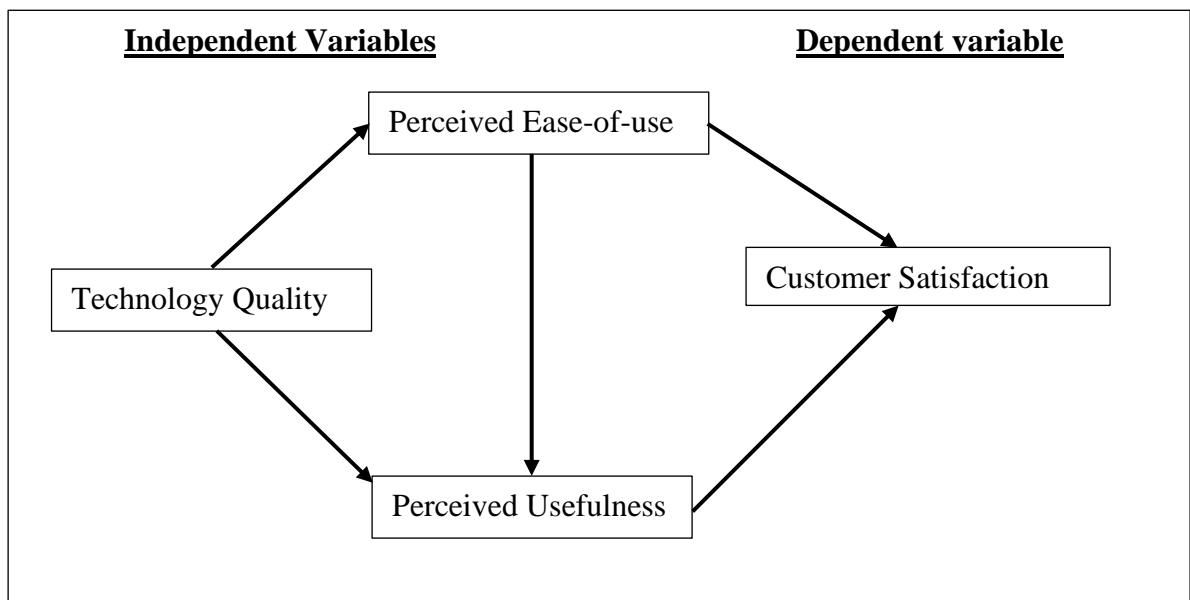 Independent Variables
Dependent variable
Perceived Ease-of-use
Technology Quality
Customer Satisfaction
Perceived Usefulness